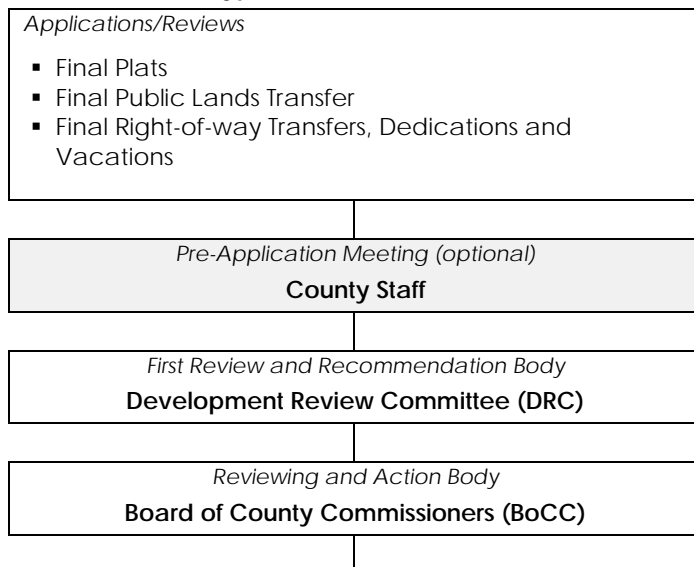 Applications/Reviews
▪ Final Plats
▪ Final Public Lands Transfer
▪ Final Right-of-way Transfers, Dedications and
Vacations
Pre-Application Meeting (optional)
County Staff
First Review and Recommendation Body
Development Review Committee (DRC)
Reviewing and Action Body
Board of County Commissioners (BoCC)